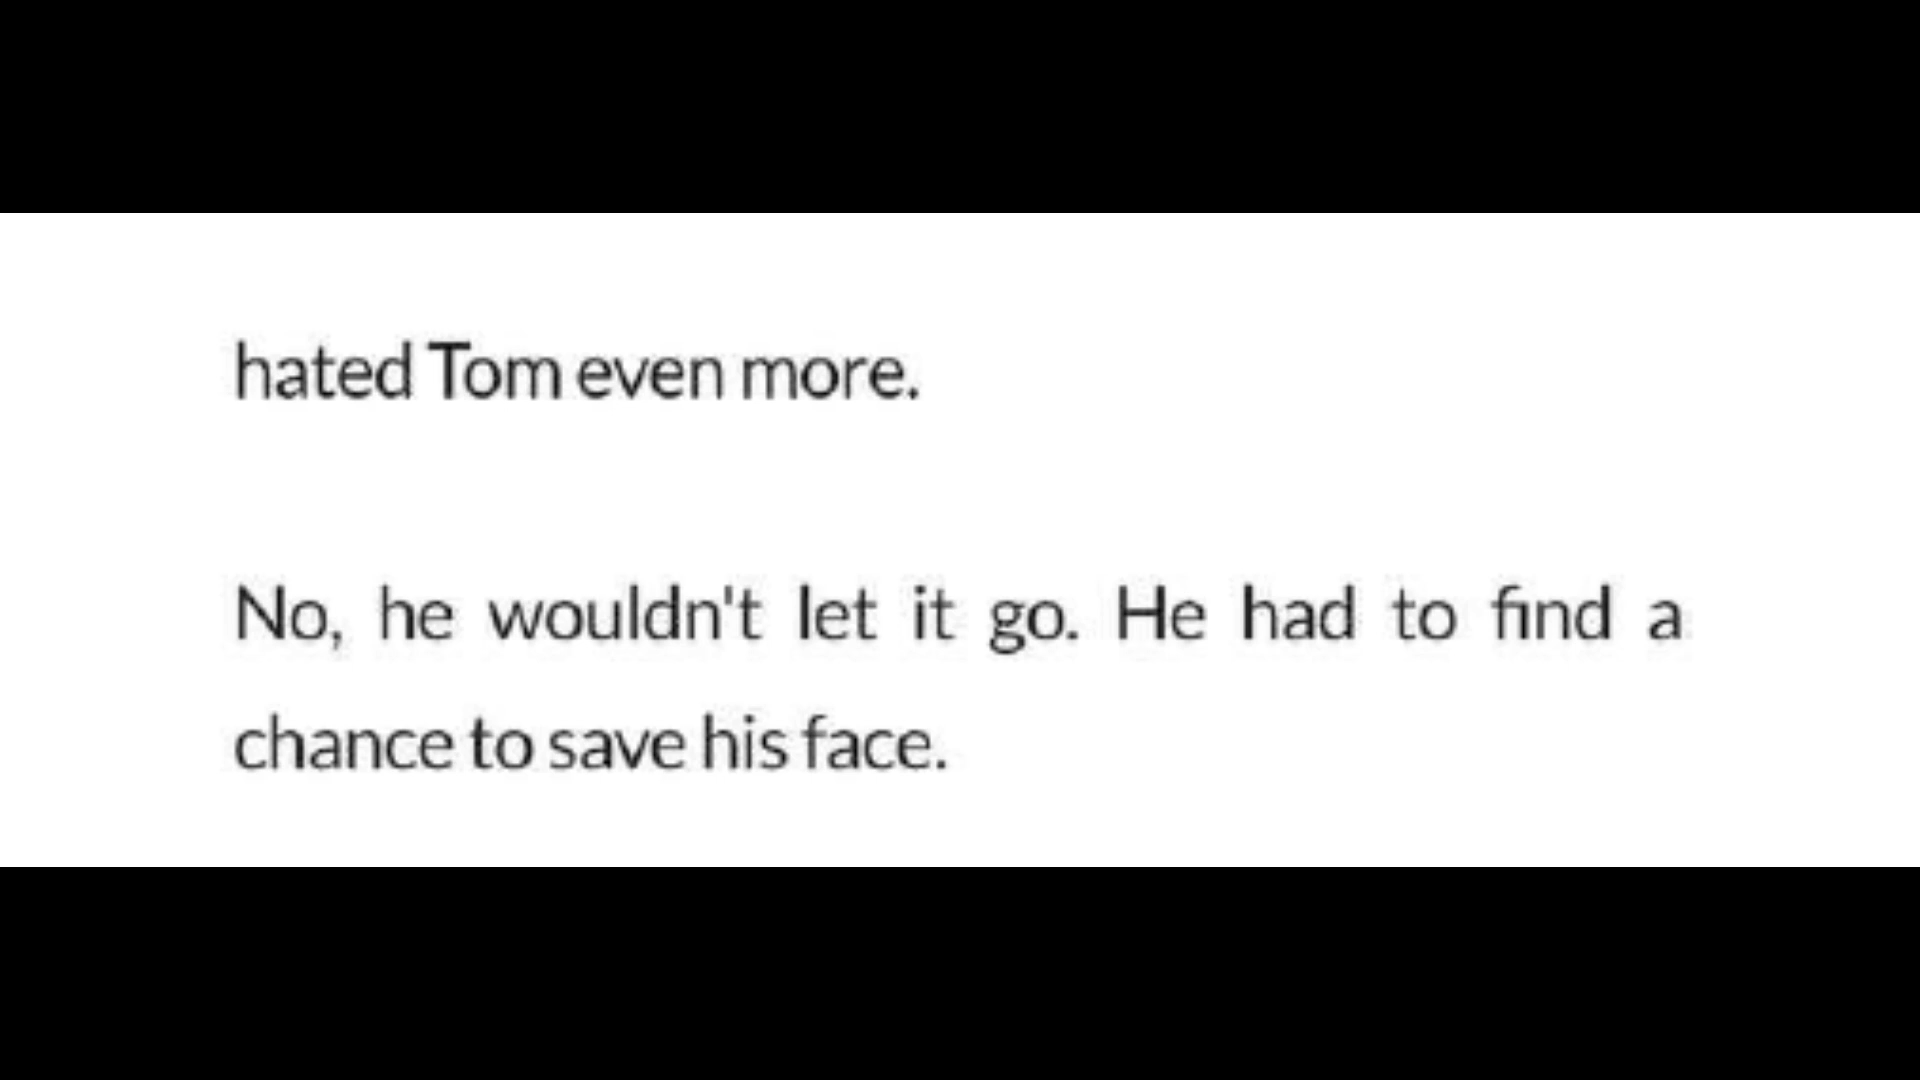 hated Tom even more.
No, he wouldn't let it go. He had to find a
chance to save his face.